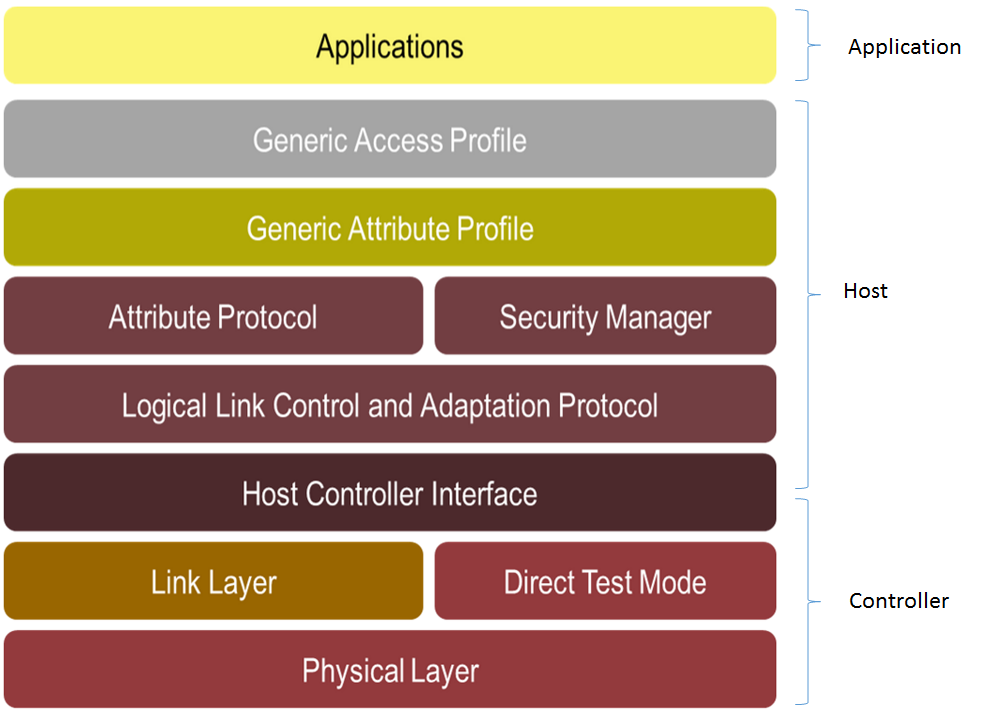 Applications
Application
Generic Access Profile
Generic Attribute Profile
Host
Attribute Protocol
Security Manager
Logical Link Control and Adaptation Protocol
Host Controller Interface
Link Layer
Direct Test Mode
Controller
Physical Layer